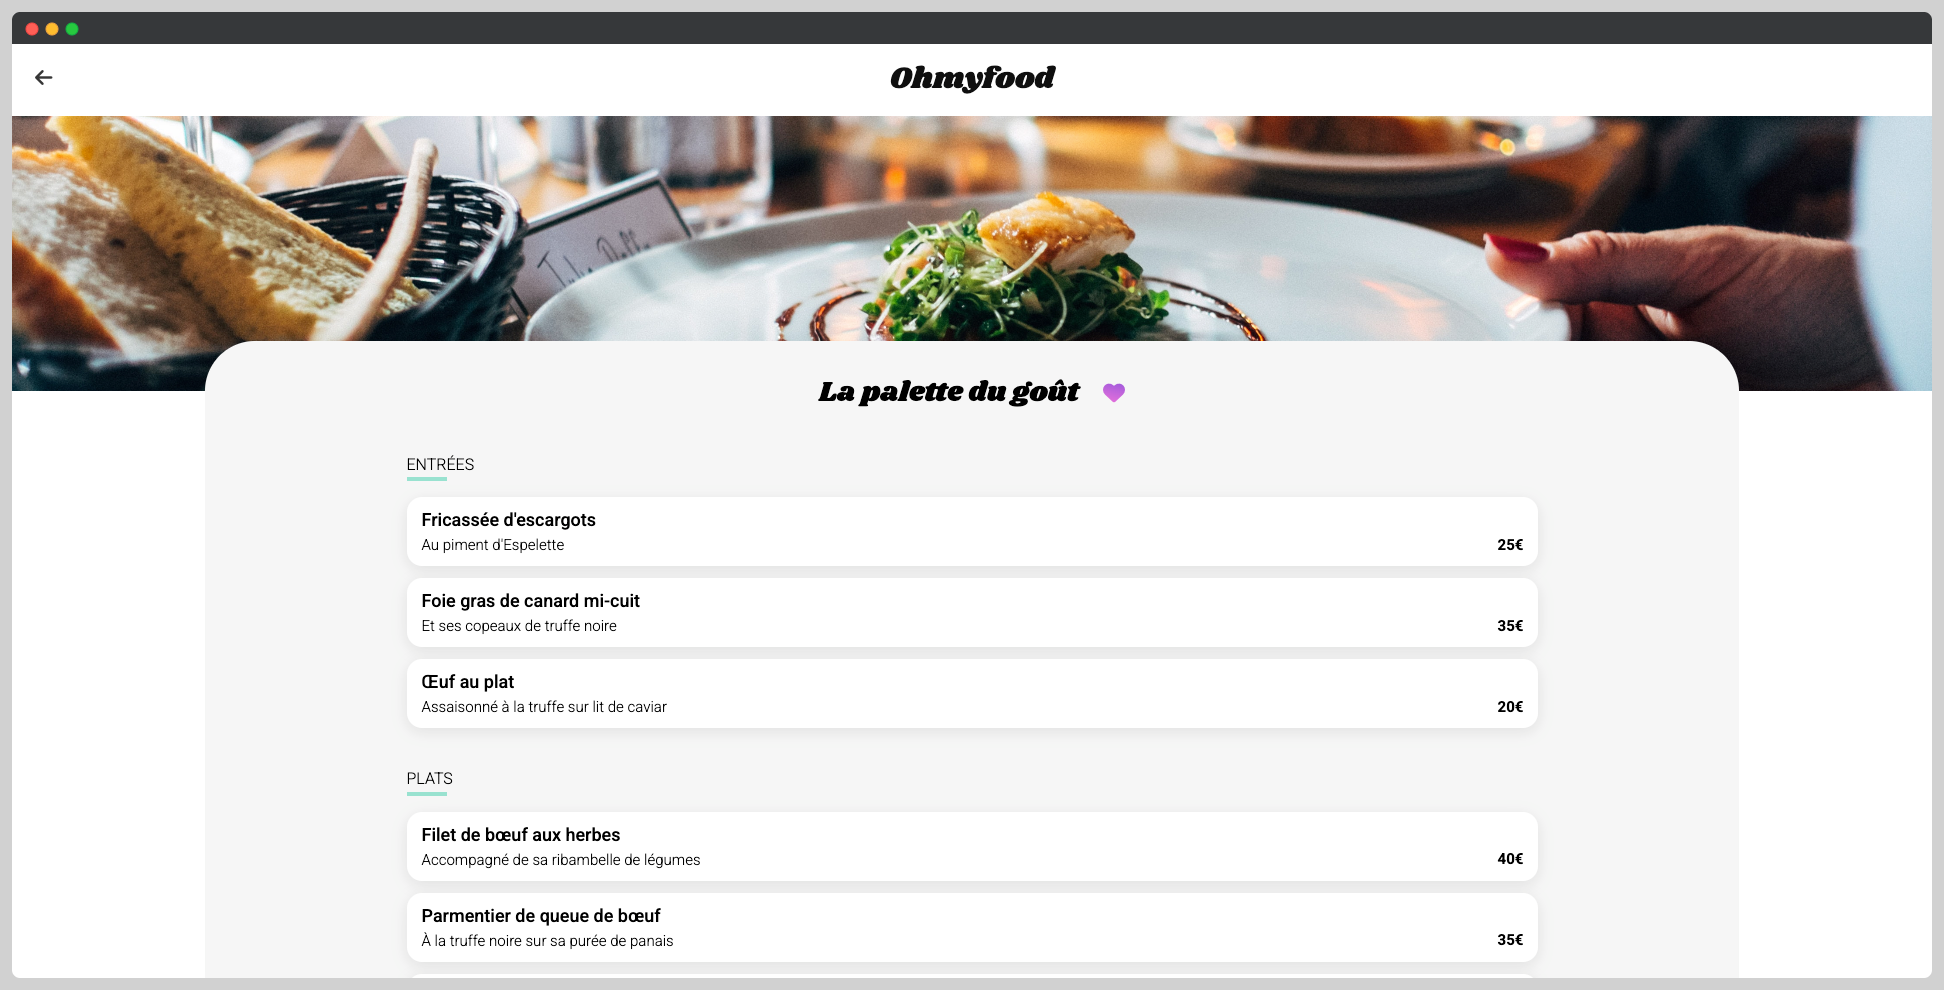 Ohmyfood
La palette du goût
ENTRÉES
Fricassée d'escargots
Au piment d'Espelette
25€
Foie gras de canard mi-cuit
Et ses copeaux de truffe noire
35€
Œuf au plat
Assaisonné à la truffe sur lit de caviar
20€
PLATS
Filet de bœuf aux herbes
Accompagné de sa ribambelle de légumes
40€
Parmentier de queue de bœuf
À la truffe noire sur sa purée de panais
35€